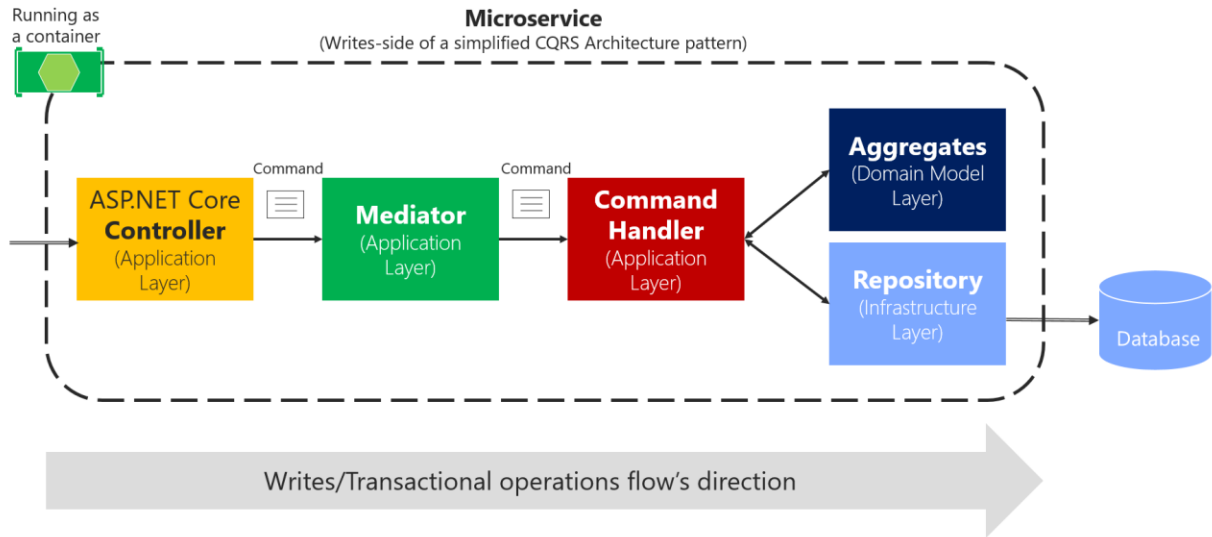 Running as
a container
Microservice
(Writes-side of a simplified CQRS Architecture pattern)
ASP.NET Core
Controller
(Application
Layer)
Command
Mediator
(Application
Layer)
Command
Command
Handler
(Application
Layer)
Aggregates
(Domain Model
Layer)
Repository
(Infrastructure
Layer)
Database
Writes/Transactional operations flow's direction